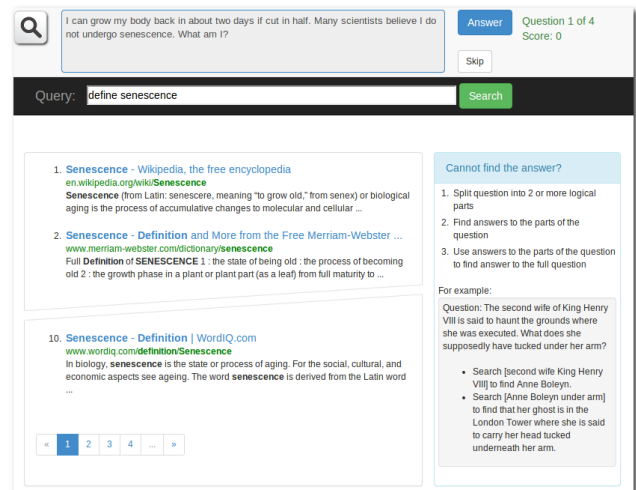 I can grow my body back in about two days if cut in half. Many scientists believe I do
not undergo senescence. What am I?
Answer
Question 1 of 4
Score: 0
Skip
Query:
define senescence
Search
1. Senescence - Wikipedia, the free encyclopedia
en.wikipedia.org/wiki/Senescence
Senescence (from Latin: senescere, meaning "to grow old," from senex) or biological
aging is the process of accumulative changes to molecular and cellular ...
2. Senescence - Definition and More from the Free Merriam-Webster ...
www.merriam-webster.com/dictionary/senescence
Full Definition of SENESCENCE 1 : the state of being old : the process of becoming
old 2 : the growth phase in a plant or plant part (as a leaf) from full maturity to ...
10. Senescence - Definition | WordIQ.com
www.wordiq.com/definition/Senescence
In biology, senescence is the state or process of aging. For the social, cultural, and
economic aspects see ageing. The word senescence is derived from the Latin word
...
« 1 2 3 4 ... »
Cannot find the answer?
1. Split question into 2 or more logical
parts
2. Find answers to the parts of the
question
3. Use answers to the parts of the question
to find answer to the full question
For example:
Question: The second wife of King Henry
VIII is said to haunt the grounds where
she was executed. What does she
supposedly have tucked under her arm?
• Search [second wife King Henry
VIII] to find Anne Boleyn.
• Search [Anne Boleyn under arm]
to find that her ghost is in the
London Tower where she is said
to carry her head tucked
underneath her arm.